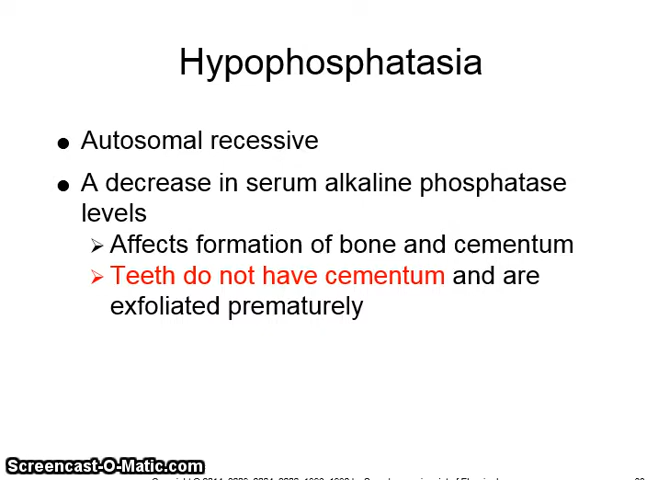 Hypophosphatasia
● Autosomal recessive
● A decrease in serum alkaline phosphatase
levels
➢ Affects formation of bone and cementum
➢ Teeth do not have cementum and are
exfoliated prematurely
Screencast-O-Matic.com